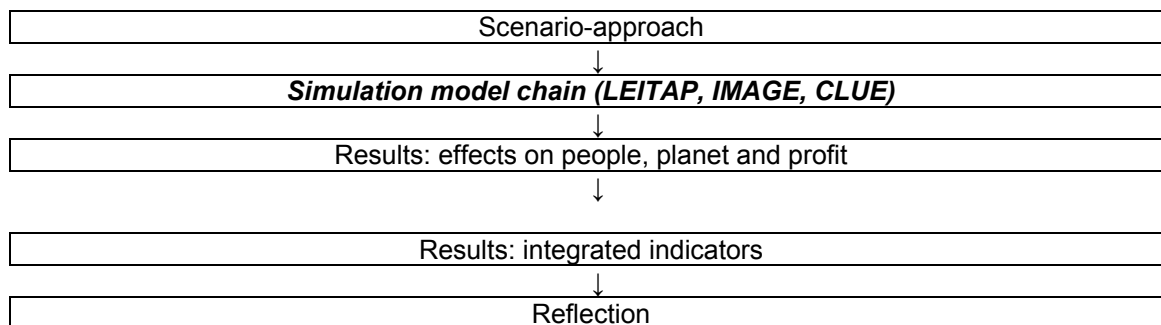 Scenario-approach
↓
Simulation model chain (LEITAP, IMAGE, CLUE)
↓
Results: effects on people, planet and profit
↓
Results: integrated indicators
↓
Reflection